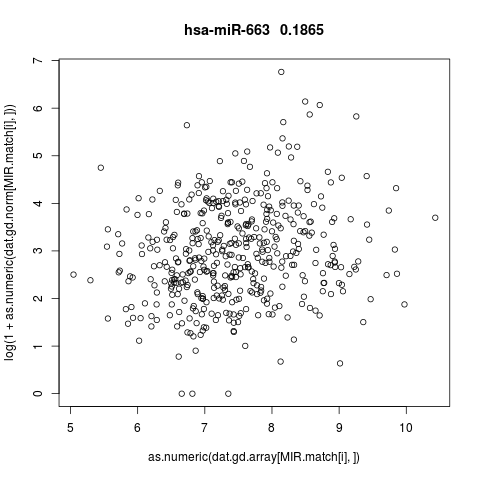 hsa-miR-663 0.1865
log(1 + as.numeric(dat.gd.norm[MIR.match[i], ]))
7
6
5
4
3
2
1
0
5 6 7 8 9 10
as.numeric(dat.gd.array[MIR.match[i], ])